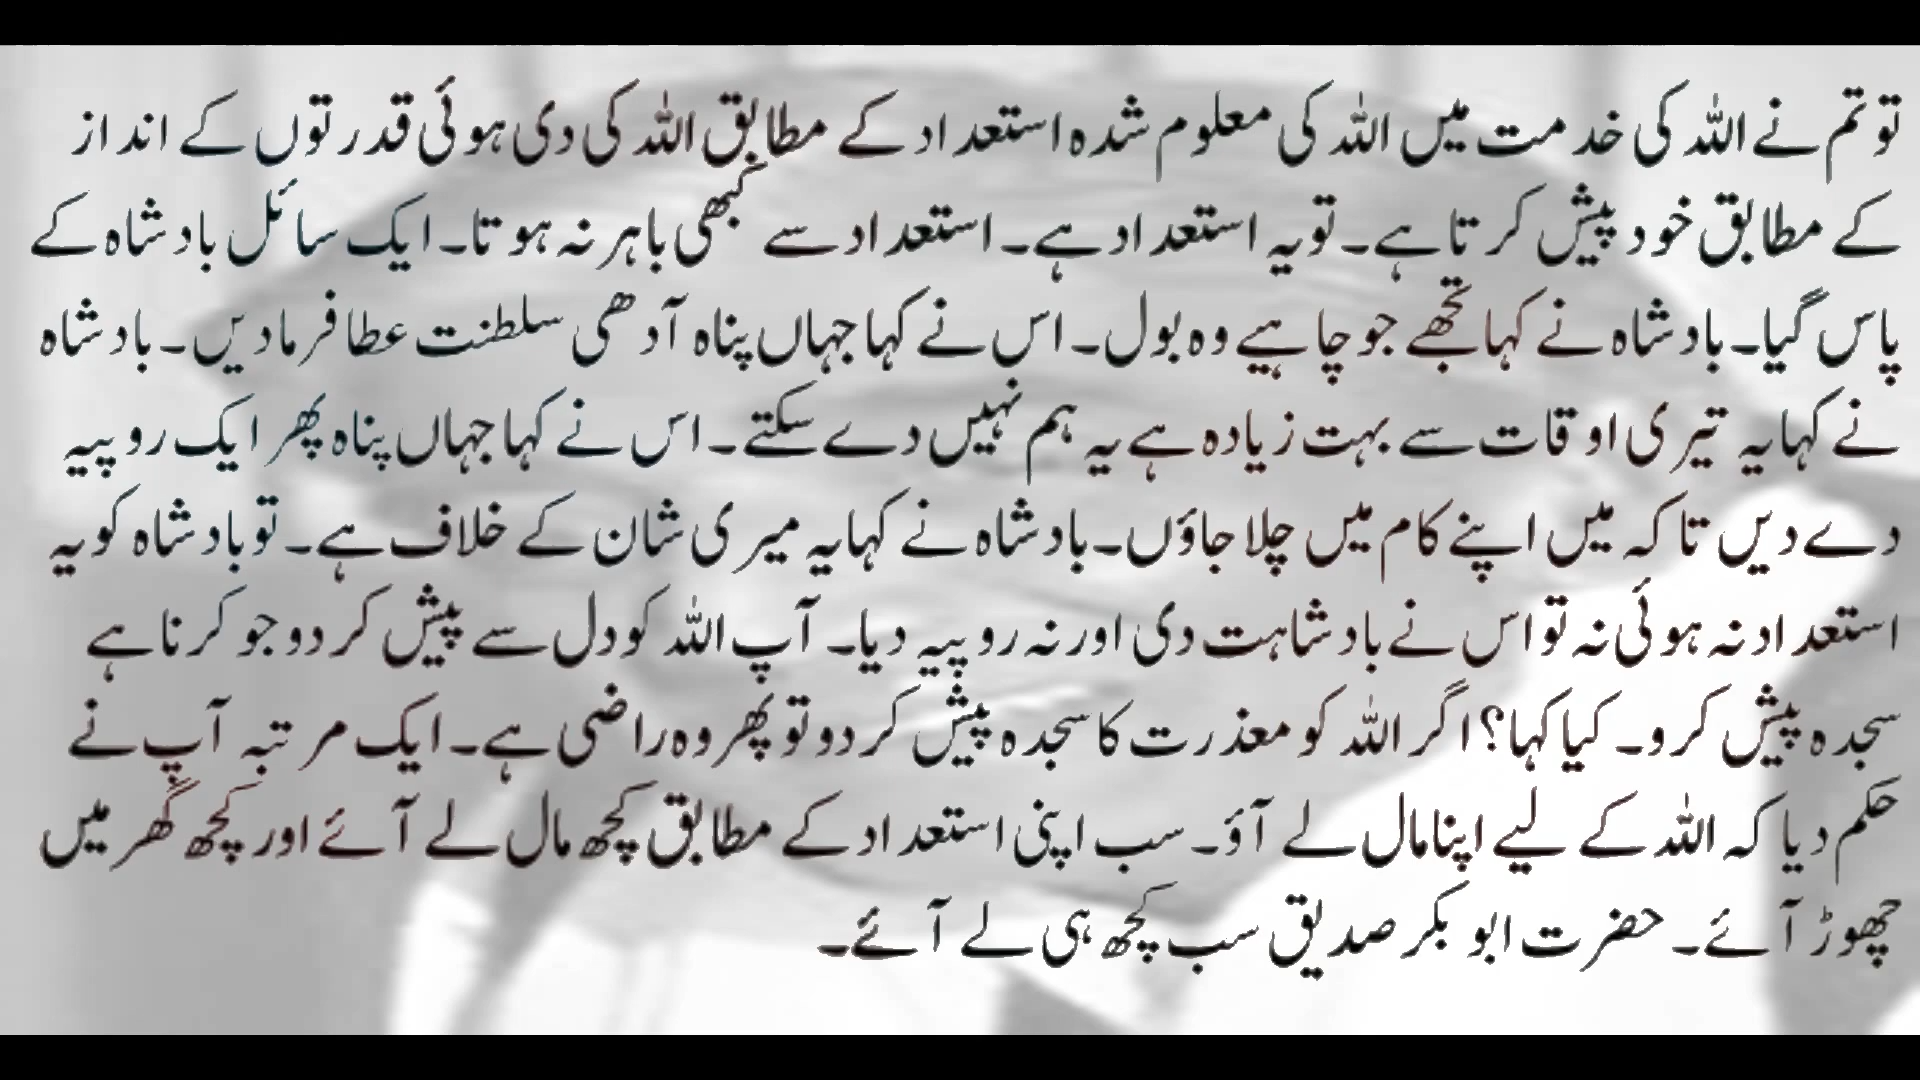 تو تم نے اللہ کی خدمت میں اللہ کی معلوم شدہ استعداد کے مطابق اللہ کی دی ہوئی قدرتوں کے انداز
کے مطابق خود پیش کرتا ہے۔ تو یہ استعداد ہے۔ استعداد سے کبھی باہر نہ ہوتا۔ ایک سائل بادشاہ کے
پاس گیا۔ بادشاہ نے کہا تجھے جو چاہیے وہ بول۔ اس نے کہا جہاں پناہ آدھی سلطنت عطا فرما دیں۔ بادشاہ
نے کہا یہ تیری اوقات سے بہت زیادہ ہے یہ ہم نہیں دے سکتے۔ اس نے کہا جہاں پناہ پھر ایک روپیہ
دے دیں تاکہ میں اپنے کام میں چلا جاؤں۔ بادشاہ نے کہا یہ میری شان کے خلاف ہے۔ تو بادشاہ کو یہ
استعداد نہ ہوئی نہ تو اس نے بادشاہت دی اور نہ روپیہ دیا۔ آپ اللہ کو دل سے پیش کر دو جو کرنا ہے
سجدہ پیش کرو۔ کیا کہا؟ اگر اللہ کو معذرت کا سجدہ پیش کر دو تو پھر وہ راضی ہے۔ ایک مرتبہ آپ نے
حکم دیا کہ اللہ کے لیے اپنا مال لے آؤ۔ سب اپنی استعداد کے مطابق کچھ مال لے آئے اور کچھ گھر میں
چھوڑ آئے۔ حضرت ابو بکر صدیق سب کچھ ہی لے آئے۔